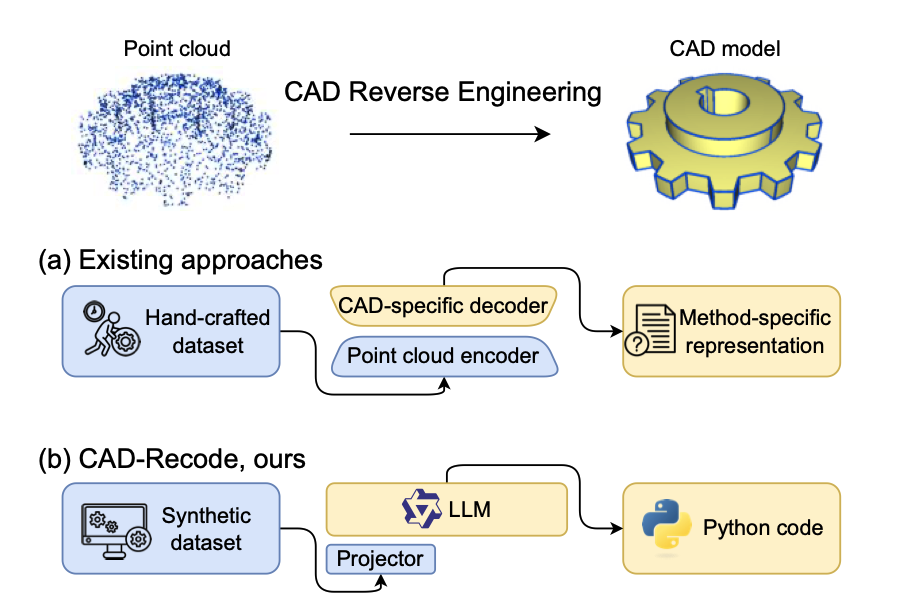 Point cloud
CAD model
CAD Reverse Engineering
(a) Existing approaches
Hand-crafted
dataset
CAD-specific decoder
Point cloud encoder
?
Method-specific
representation
(b) CAD-Recode, ours
Synthetic
dataset
LLM
Projector
Python code